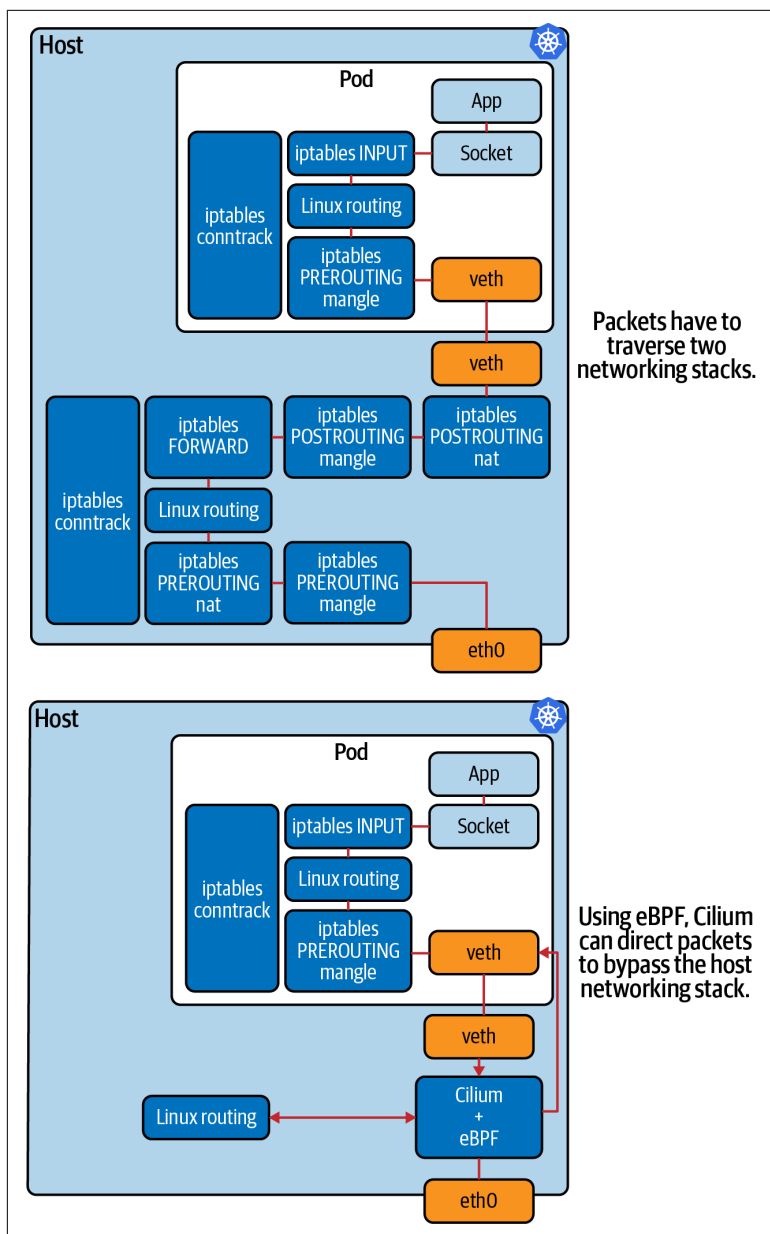 Host
Pod
App
iptables INPUT
Socket
iptables
conntrack
Linux routing
iptables
PREROUTING
mangle
veth
Packets have to
traverse two
networking stacks.
veth
iptables
conntrack
iptables
FORWARD
iptables
POSTROUTING
mangle
iptables
POSTROUTING
nat
Linux routing
iptables
PREROUTING
nat
iptables
PREROUTING
mangle
eth0
Host
Pod
App
iptables INPUT
Socket
iptables
conntrack
Linux routing
iptables
PREROUTING
mangle
veth
Using eBPF, Cilium
can direct packets
to bypass the host
networking stack.
veth
Linux routing
Cilium
+
eBPF
eth0